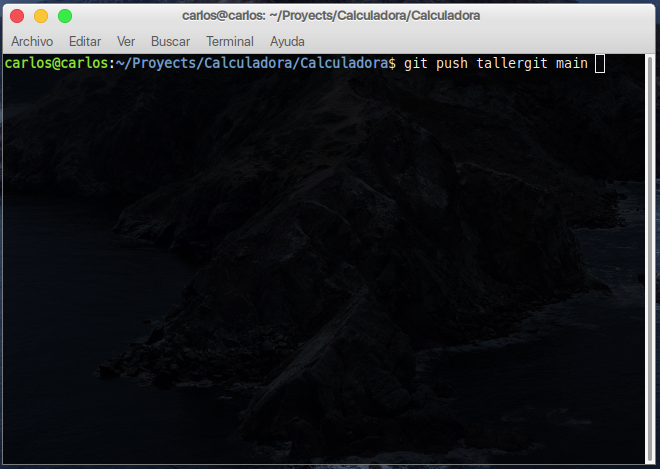 carlos@carlos: ~/Proyects/Calculadora/Calculadora
Archivo Editar Ver Buscar Terminal Ayuda
carlos@carlos:~/Proyects/Calculadora/Calculadora$ git push tallergit main